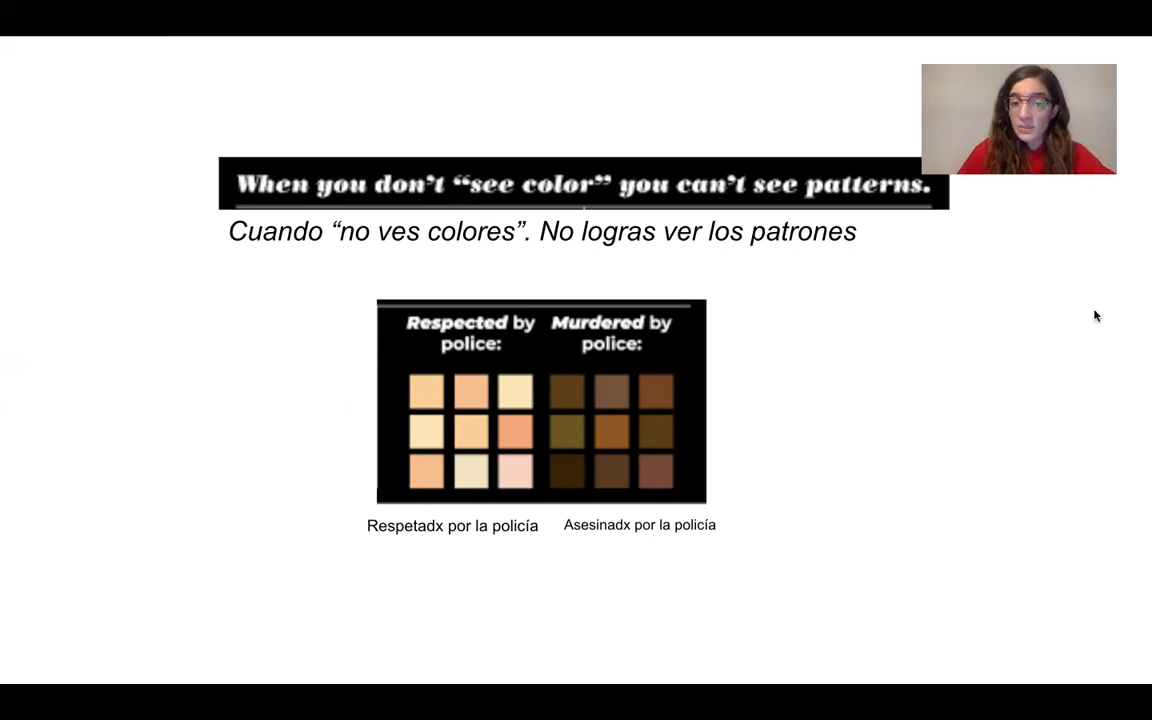 When you don't “see color” you can't see patterns.
Cuando “no ves colores”. No logras ver los patrones
Respected by
police:
Murdered by
police:
Respetadx por la policía
Asesinadx por la policía